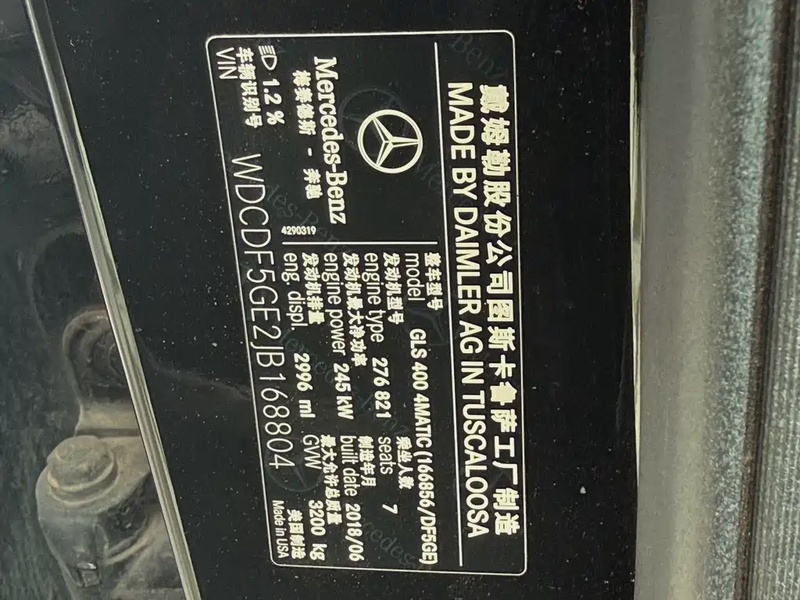 戴姆勒股份公司图斯卡鲁萨工厂制造
MADE BY DAIMLER AG IN TUSCALOOSA
Mercedes-Benz
梅赛德斯 - 奔驰
1.2 %
4290319
整车型号
model GLS 400 4MATIC (166856/DF5GE)
发动机型号 乘坐人数
engine type 276 821 seats 7
发动机最大净功率 制造年月
engine power 245 kW built date 2018/06
发动机排量 最大允许总质量
eng. displ. 2996 ml GVW 3200 kg
车辆识别号 美国制造
VIN WDCDF5GE2JB168804 Made in USA